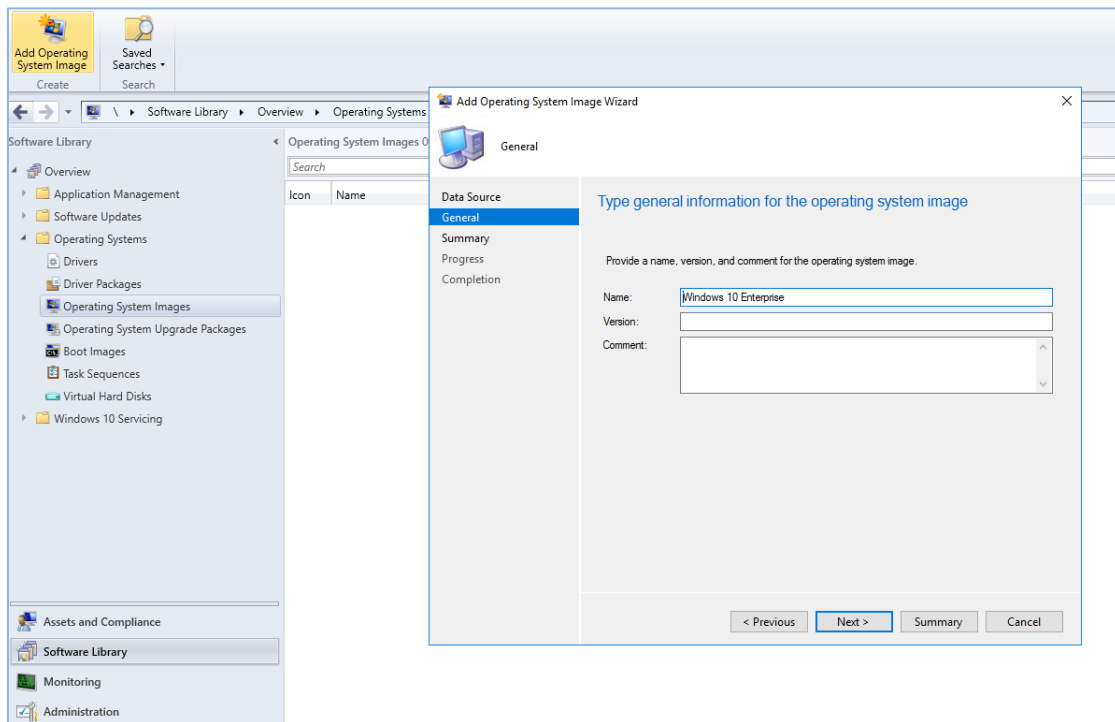 Add Operating
System Image
Saved
Searches
Create
Search
\ Software Library Overview Operating Systems
Software Library
Overview
Application Management
Software Updates
Operating Systems
Drivers
Driver Packages
Operating System Images
Operating System Upgrade Packages
Boot Images
Task Sequences
Virtual Hard Disks
Windows 10 Servicing
Assets and Compliance
Software Library
Monitoring
Administration
Operating System Images 0
Search
Icon Name
Add Operating System Image Wizard
General
Data Source
General
Summary
Progress
Completion
Type general information for the operating system image
Provide a name, version, and comment for the operating system image.
Name: Windows 10 Enterprise
Version:
Comment:
< Previous Next > Summary Cancel